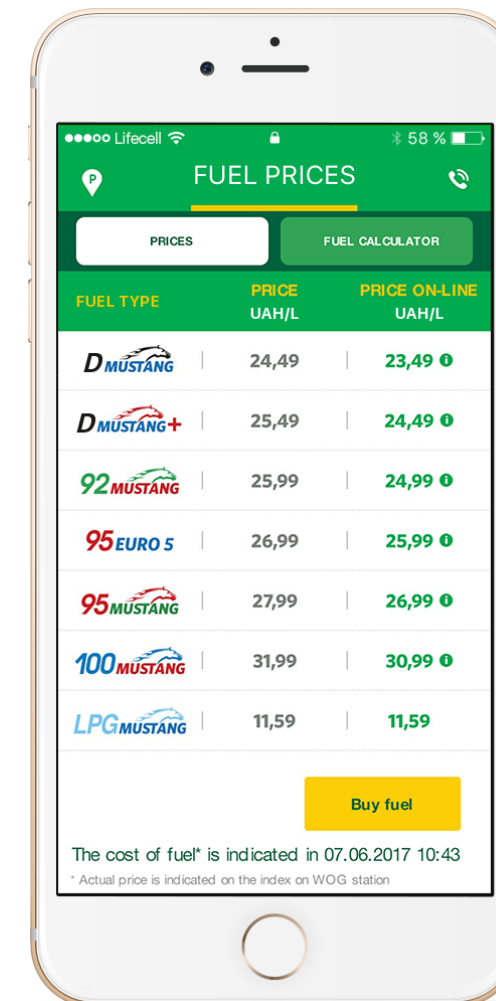 Lifecell 58 %
P FUEL PRICES
PRICES FUEL CALCULATOR
FUEL TYPE PRICE UAH/L PRICE ON-LINE UAH/L
D MUSTANG 24,49 23,49 i
D MUSTANG+ 25,49 24,49 i
92 MUSTANG 25,99 24,99 i
95 EURO 5 26,99 25,99 i
95 MUSTANG 27,99 26,99 i
100 MUSTANG 31,99 30,99 i
LPG MUSTANG 11,59 11,59
Buy fuel
The cost of fuel* is indicated in 07.06.2017 10:43
* Actual price is indicated on the index on WOG station